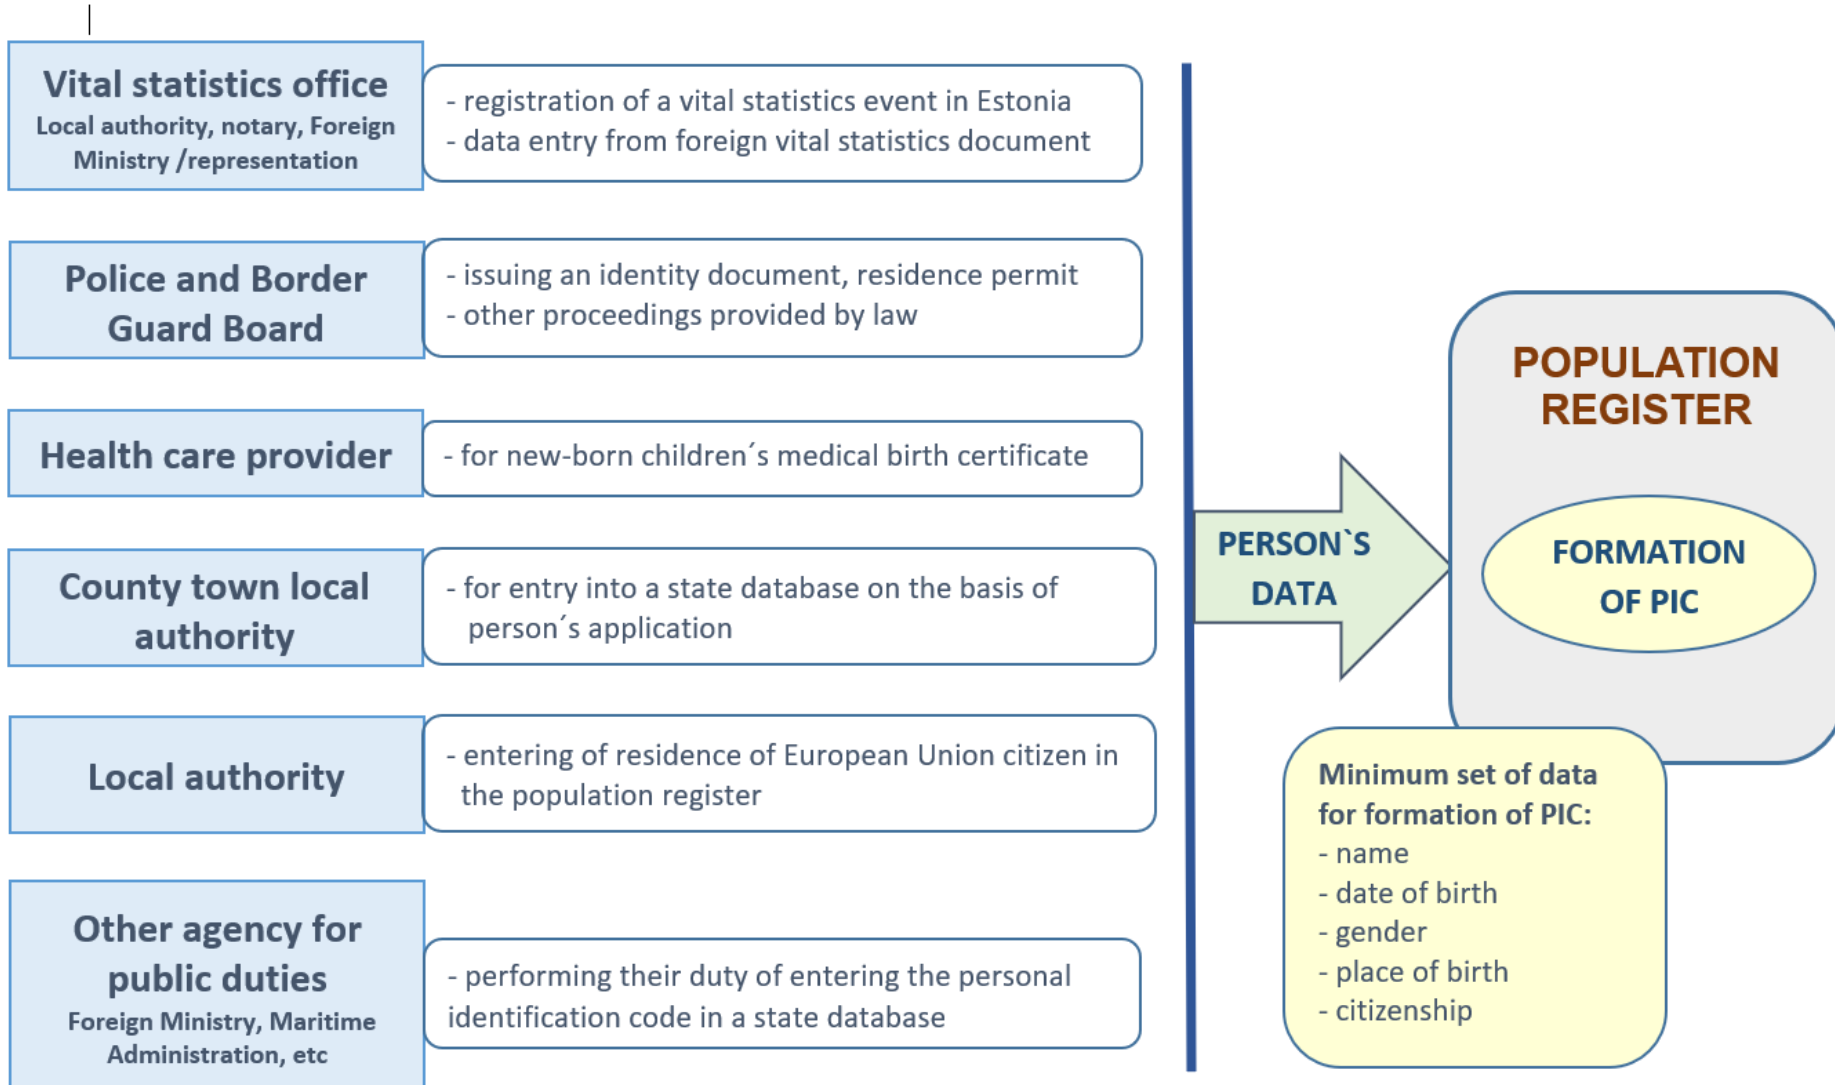 Vital statistics office
Local authority, notary, Foreign
Ministry /representation
- registration of a vital statistics event in Estonia
- data entry from foreign vital statistics document
Police and Border
Guard Board
- issuing an identity document, residence permit
- other proceedings provided by law
Health care provider
- for new-born children´s medical birth certificate
County town local
authority
- for entry into a state database on the basis of
person´s application
Local authority
- entering of residence of European Union citizen in
the population register
Other agency for
public duties
Foreign Ministry, Maritime
Administration, etc
- performing their duty of entering the personal
identification code in a state database
PERSON`S
DATA
POPULATION
REGISTER
FORMATION
OF PIC
Minimum set of data
for formation of PIC:
- name
- date of birth
- gender
- place of birth
- citizenship